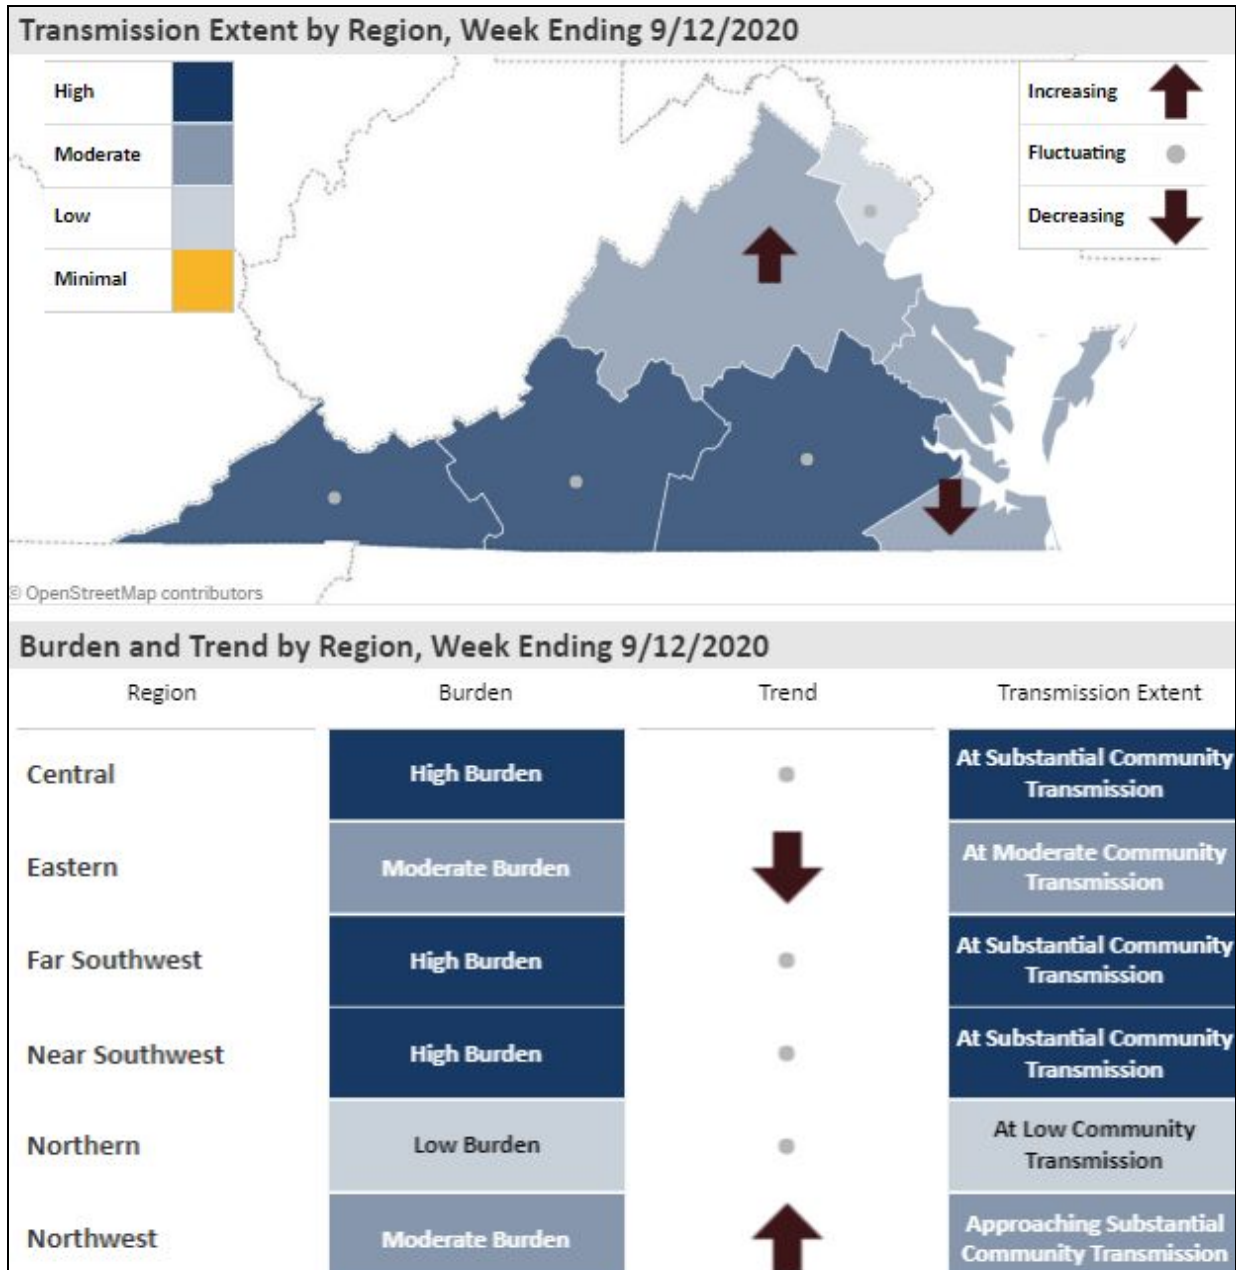 Transmission Extent by Region, Week Ending 9/12/2020
High
Moderate
Low
Minimal
Increasing
Fluctuating
Decreasing
© OpenStreetMap contributors
Burden and Trend by Region, Week Ending 9/12/2020
Region Burden Trend Transmission Extent
Central High Burden At Substantial Community
Transmission
Eastern Moderate Burden At Moderate Community
Transmission
Far Southwest High Burden At Substantial Community
Transmission
Near Southwest High Burden At Substantial Community
Transmission
Northern Low Burden At Low Community
Transmission
Northwest Moderate Burden Approaching Substantial
Community Transmission